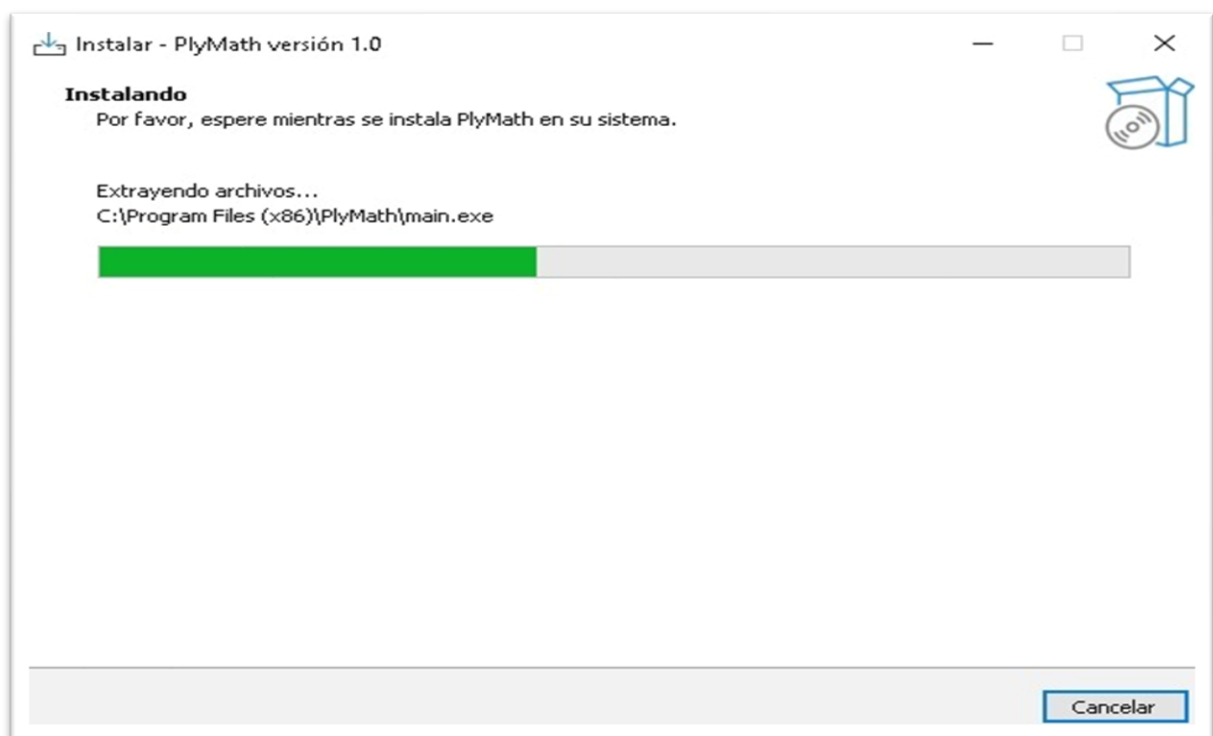 Instalar - PlyMath versión 1.0
Instalando
Por favor, espere mientras se instala PlyMath en su sistema.
Extrayendo archivos...
C:\Program Files (x86)\PlyMath\main.exe
Cancelar